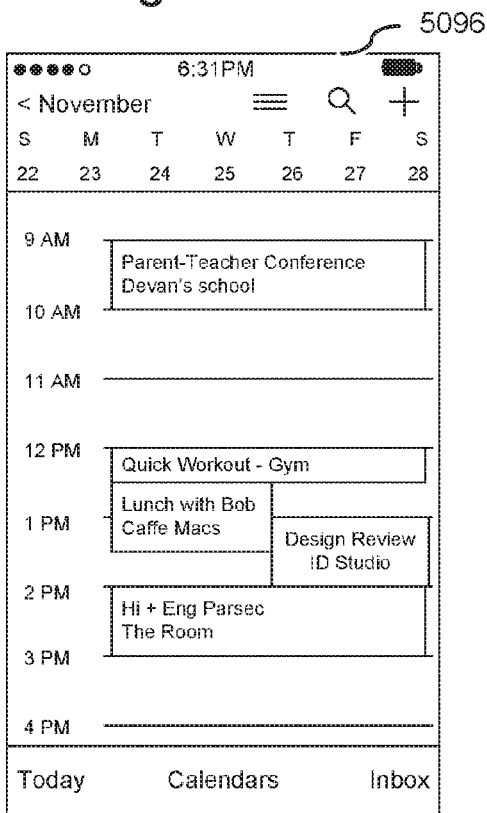 5096
6:31PM
< November
S M T W T F S
22 23 24 25 26 27 28
9 AM
Parent-Teacher Conference
Devan's school
10 AM
11 AM
12 PM
Quick Workout - Gym
Lunch with Bob
Caffe Macs
1 PM
Design Review
ID Studio
2 PM
Hi + Eng Parsec
The Room
3 PM
4 PM
Today Calendars Inbox